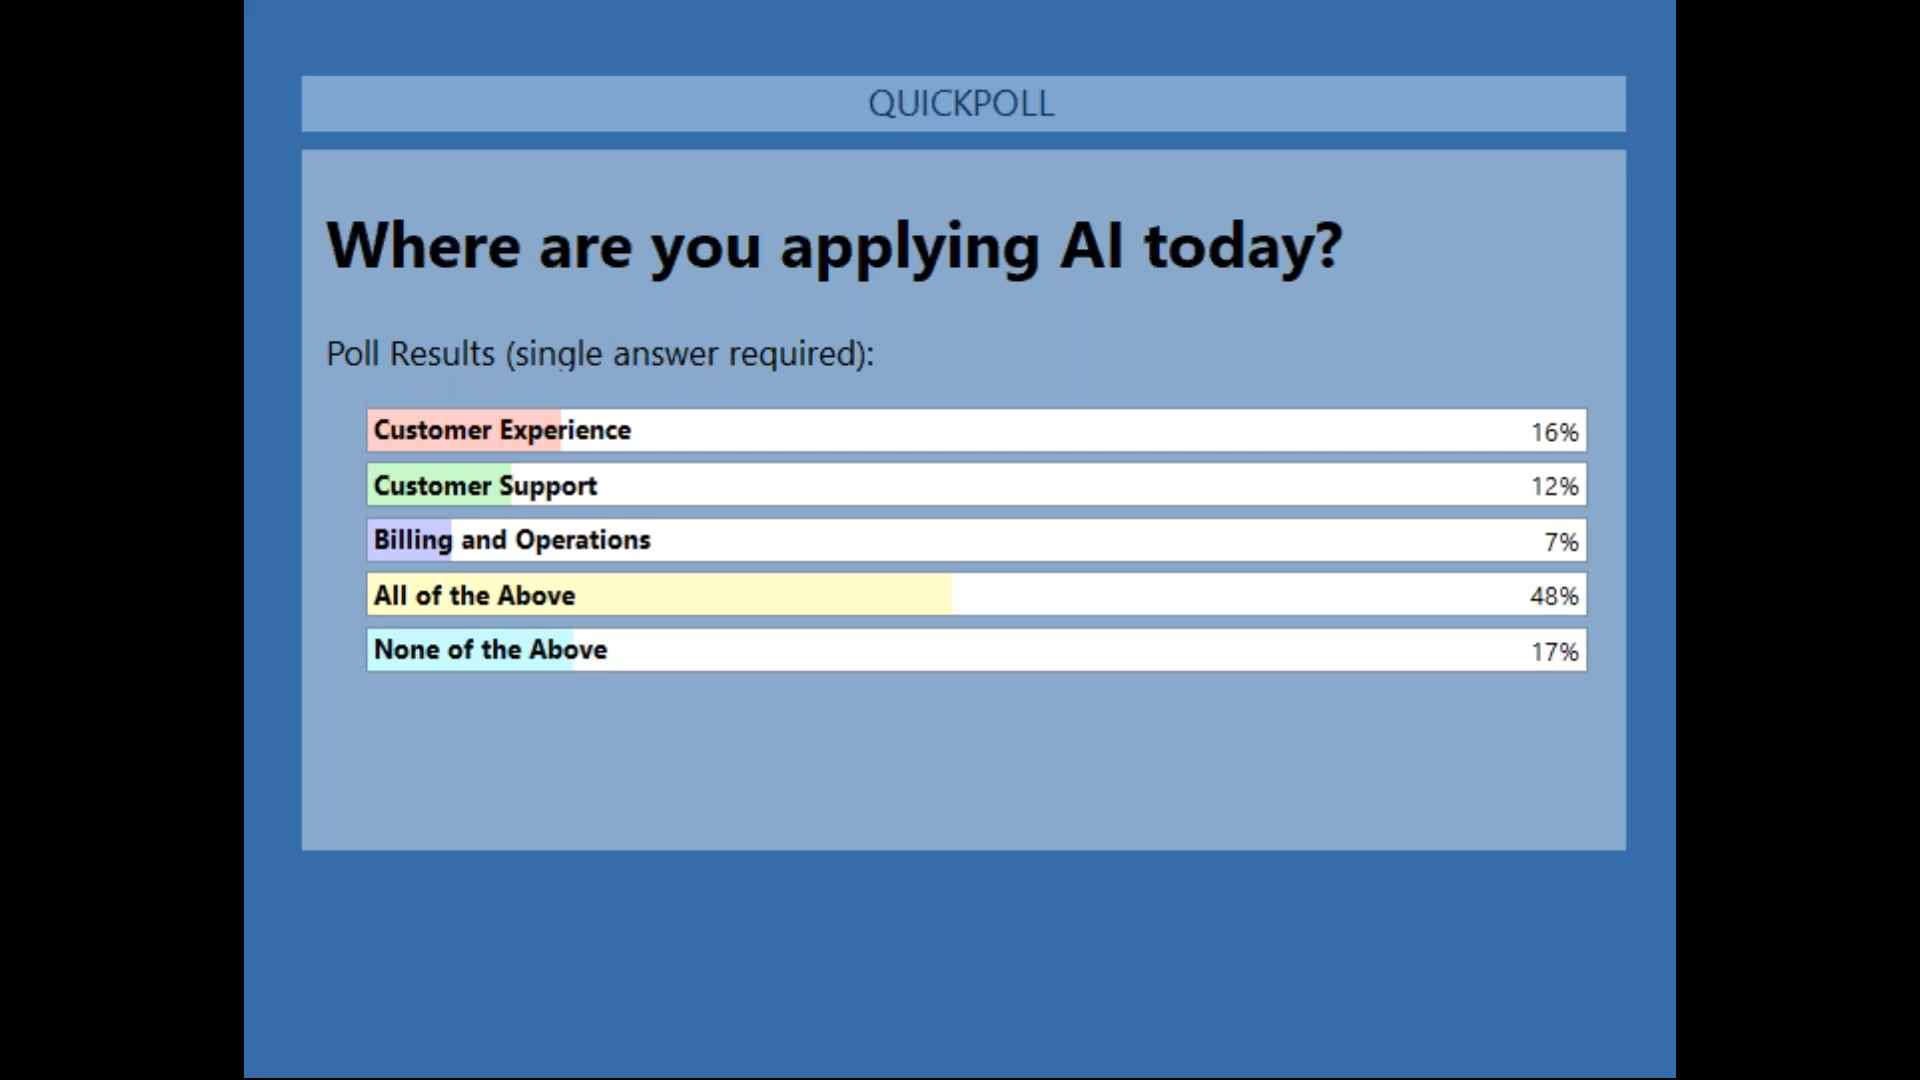 QUICKPOLL
Where are you applying AI today?
Poll Results (single answer required):
Customer Experience 16%
Customer Support 12%
Billing and Operations 7%
All of the Above 48%
None of the Above 17%